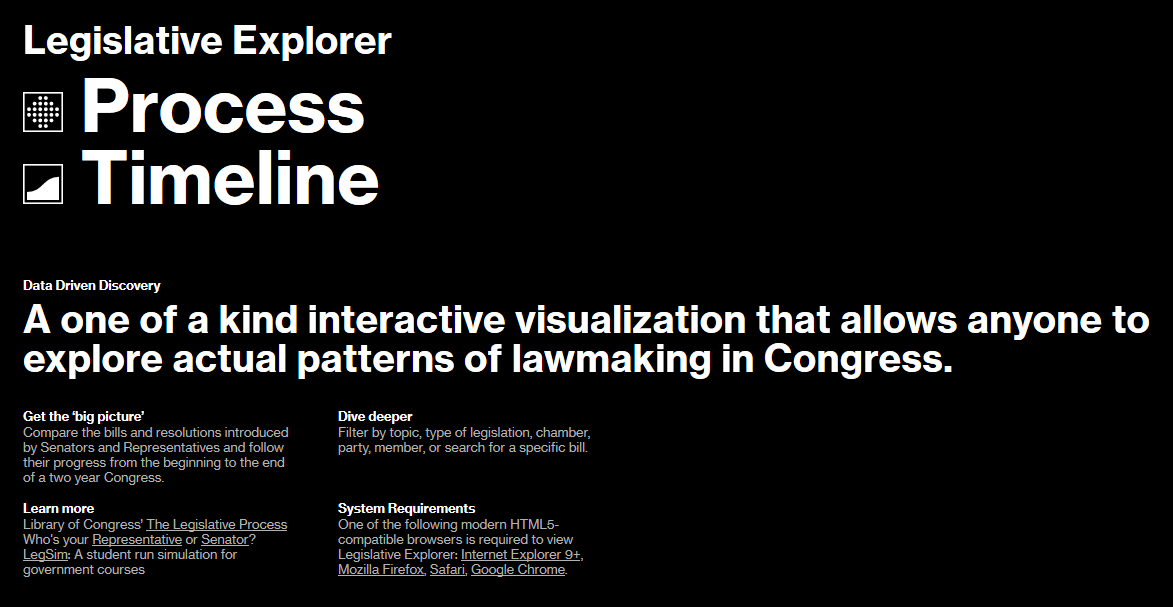 Legislative Explorer
Process
Timeline
Data Driven Discovery
A one of a kind interactive visualization that allows anyone to
explore actual patterns of lawmaking in Congress.
Get the ‘big picture’
Compare the bills and resolutions introduced
by Senators and Representatives and follow
their progress from the beginning to the end
of a two year Congress.
Dive deeper
Filter by topic, type of legislation, chamber,
party, member, or search for a specific bill.
Learn more
Library of Congress’ The Legislative Process
Who's your Representative or Senator?
LegSim: A student run simulation for
government courses
System Requirements
One of the following modern HTML5-
compatible browsers is required to view
Legislative Explorer: Internet Explorer 9+,
Mozilla Firefox, Safari, Google Chrome.